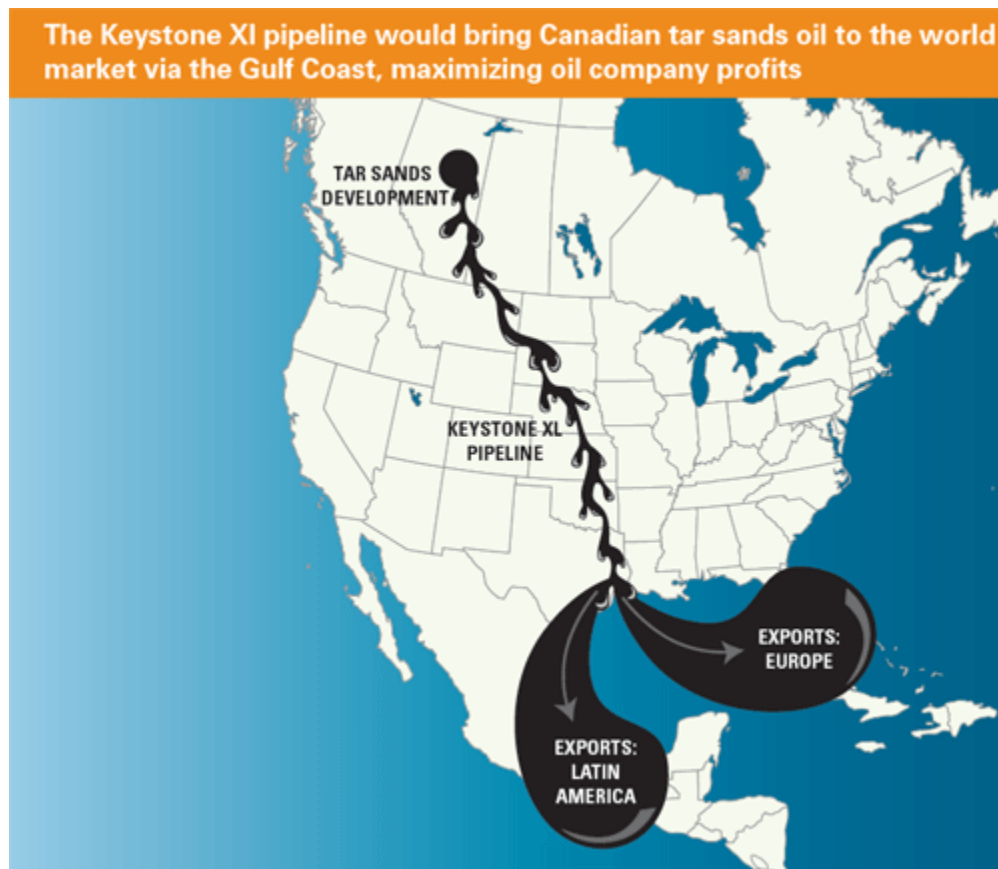 The Keystone Xl pipeline would bring Canadian tar sands oil to the world
market via the Gulf Coast, maximizing oil company profits
TAR SANDS
DEVELOPMENT
KEYSTONE XL
PIPELINE
EXPORTS:
EUROPE
EXPORTS:
LATIN
AMERICA